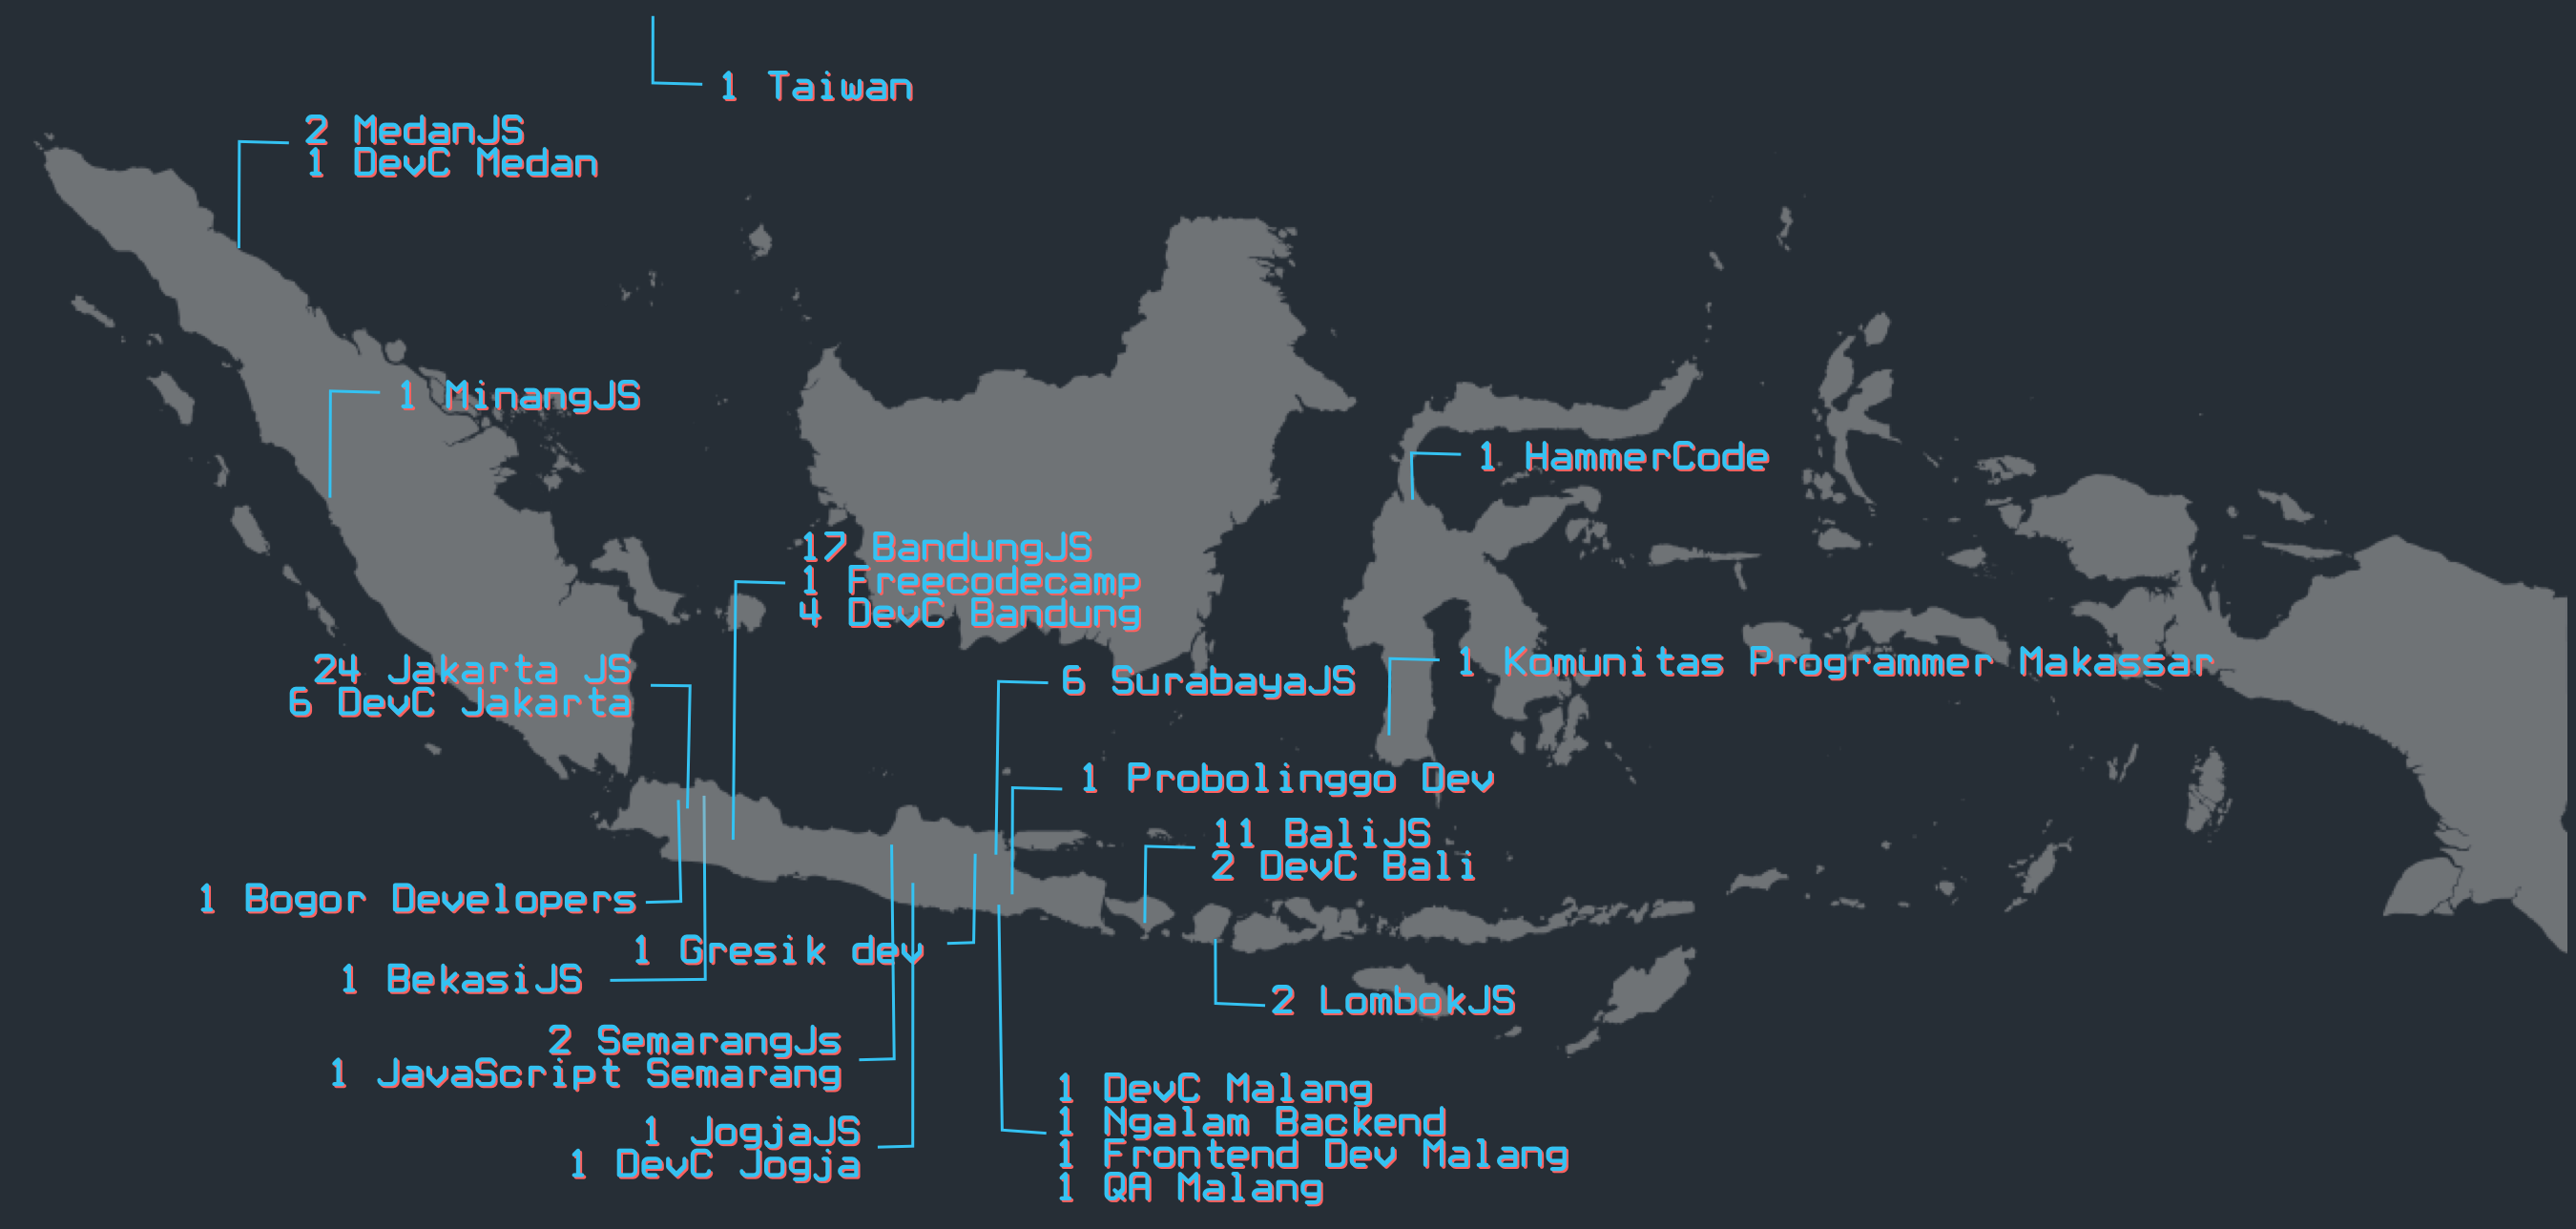 1 Taiwan
2 MedanJS
1 DevC Medan
1 MinangJS
1 HammerCode
17 BandungJS
1 Freecodecamp
4 DevC Bandung
24 Jakarta JS
6 DevC Jakarta
6 SurabayaJS
1 Komunitas Programmer Makassar
1 Probolinggo Dev
11 BaliJS
2 DevC Bali
1 Bogor Developers
1 Gresik dev
1 BekasiJS
2 LombokJS
2 SemarangJs
1 JavaScript Semarang
1 JogjaJS
1 DevC Jogja
1 DevC Malang
1 Ngalam Backend
1 Frontend Dev Malang
1 QA Malang